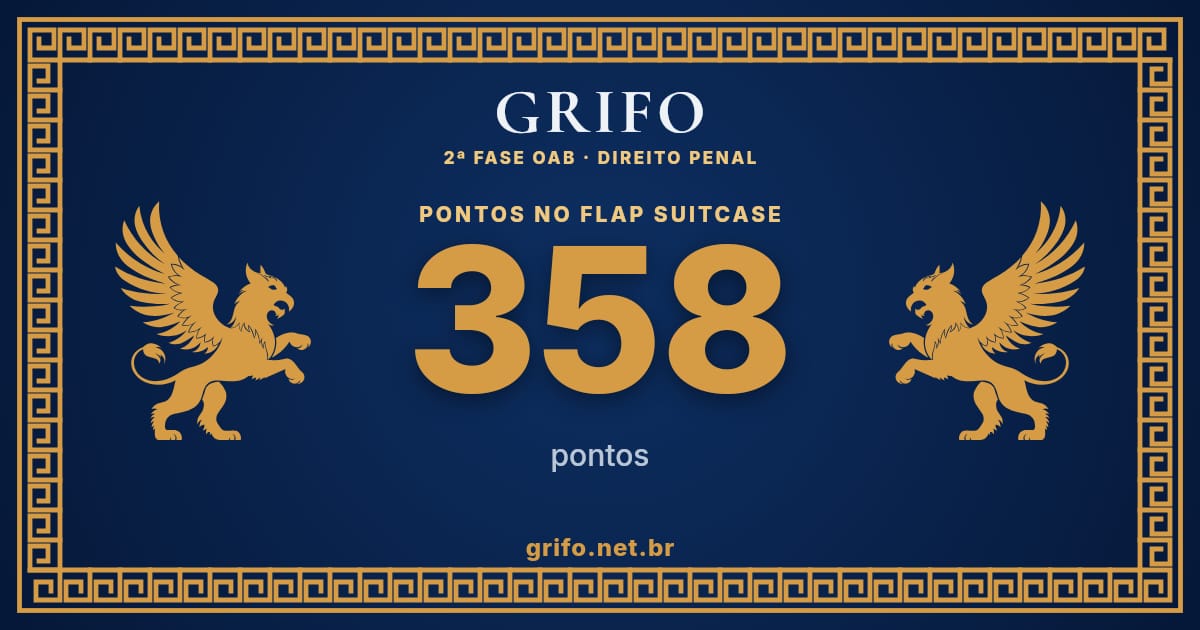 GRIFO
2ª FASE OAB · DIREITO PENAL
PONTOS NO FLAP SUITCASE
358
pontos
grifo.net.br